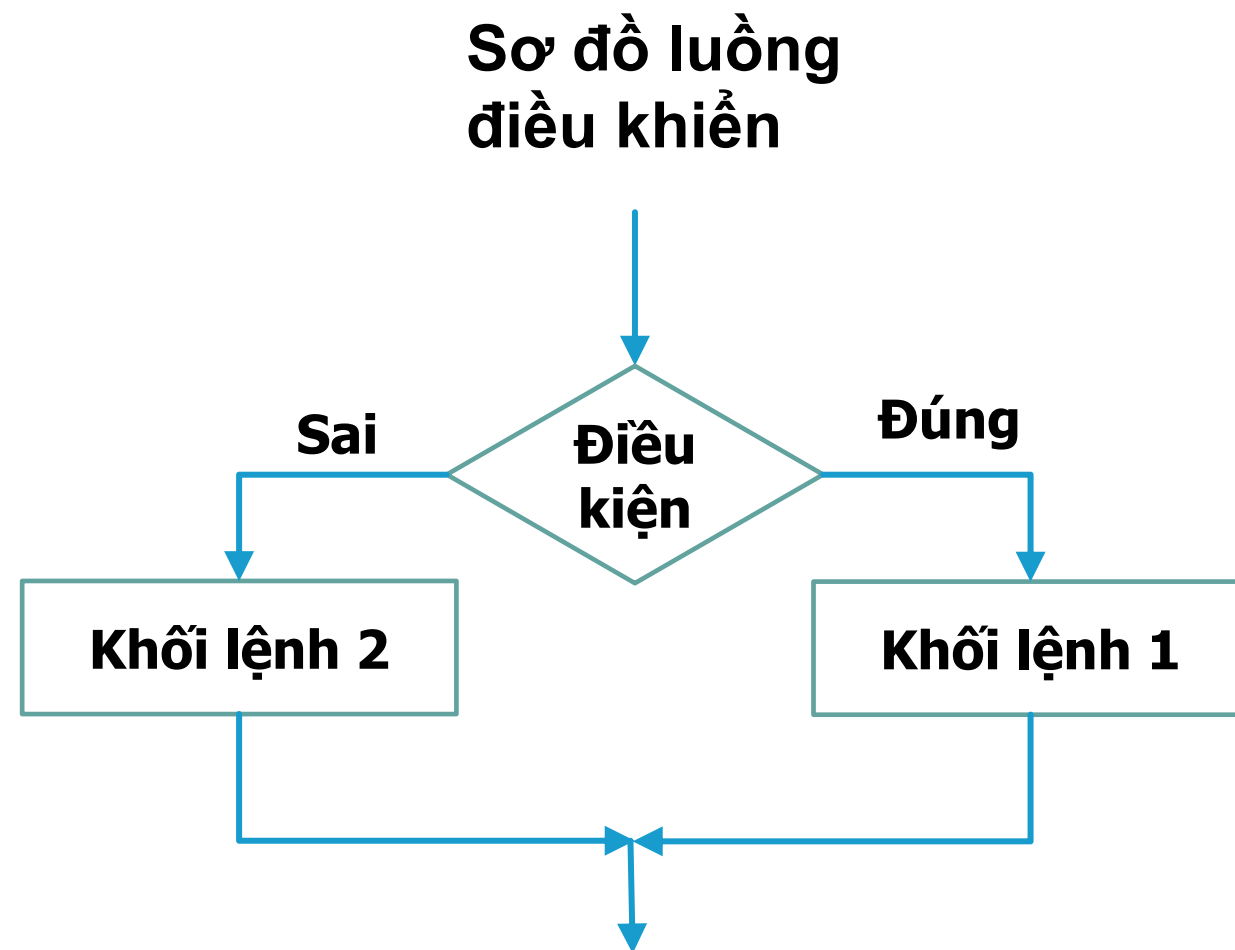 Sơ đồ luồng
điều khiển
Sai
Đúng
Điều
kiện
Khối lệnh 2
Khối lệnh 1